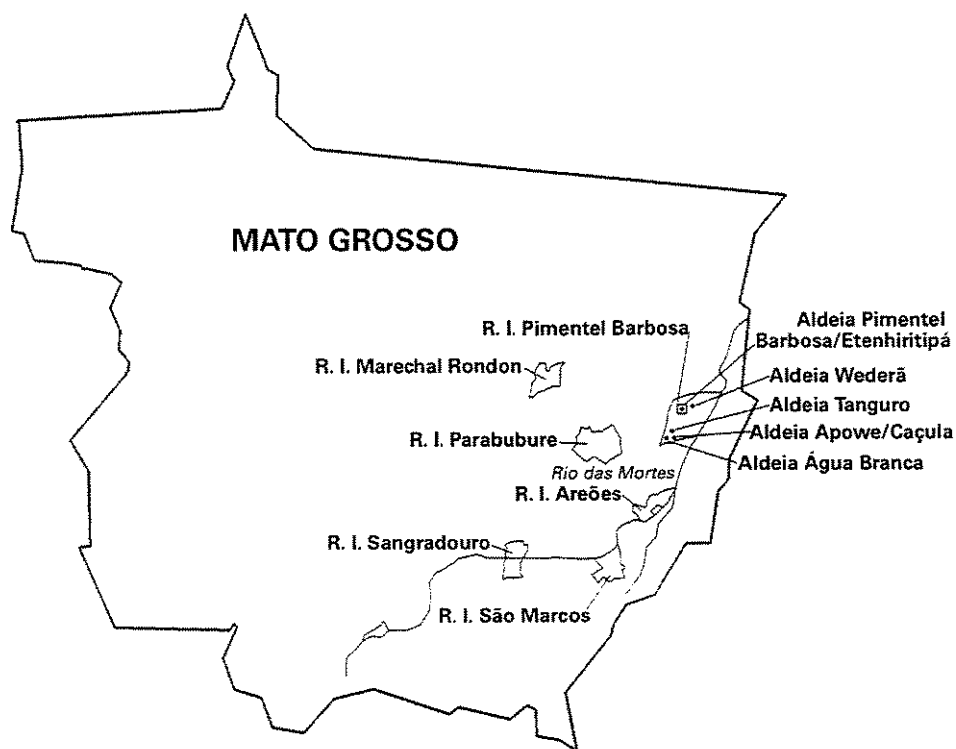 MATO GROSSO
R. I. Pimentel Barbosa
Aldeia Pimentel
Barbosa/Etenhiritipá
R. I. Marechal Rondon
Aldeia Wederã
Aldeia Tanguro
R. I. Parabubure
Aldeia Apowe/Caçula
Aldeia Água Branca
Rio das Mortes
R. I. Areões
R. I. Sangradouro
R. I. São Marcos